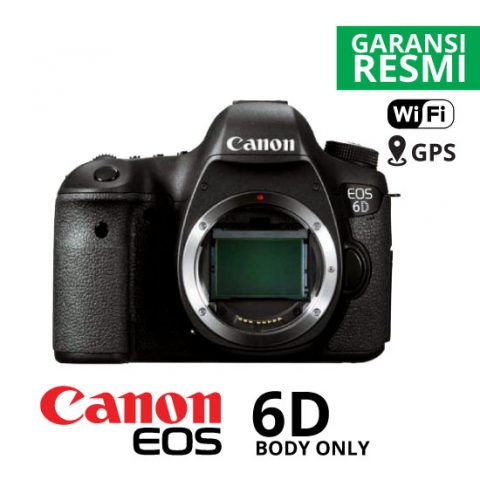 GARANSI
RESMI
WiFi
GPS
Canon
EOS
6D
Canon
EOS
6D
BODY ONLY